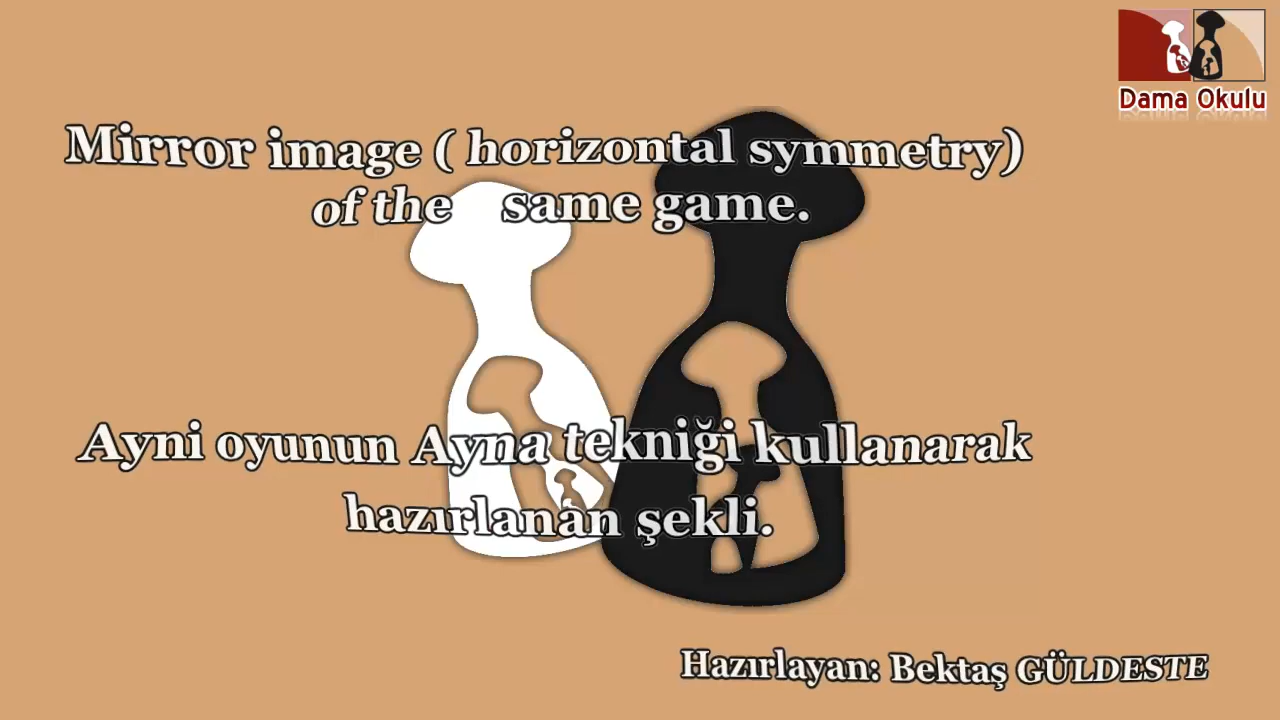 Dama Okulu
Mirror image ( horizontal symmetry)
of the same game.
Ayni oyunun Ayna tekniği kullanarak
hazırlanan şekli.
Hazırlayan: Bektaş GÜLDESTE